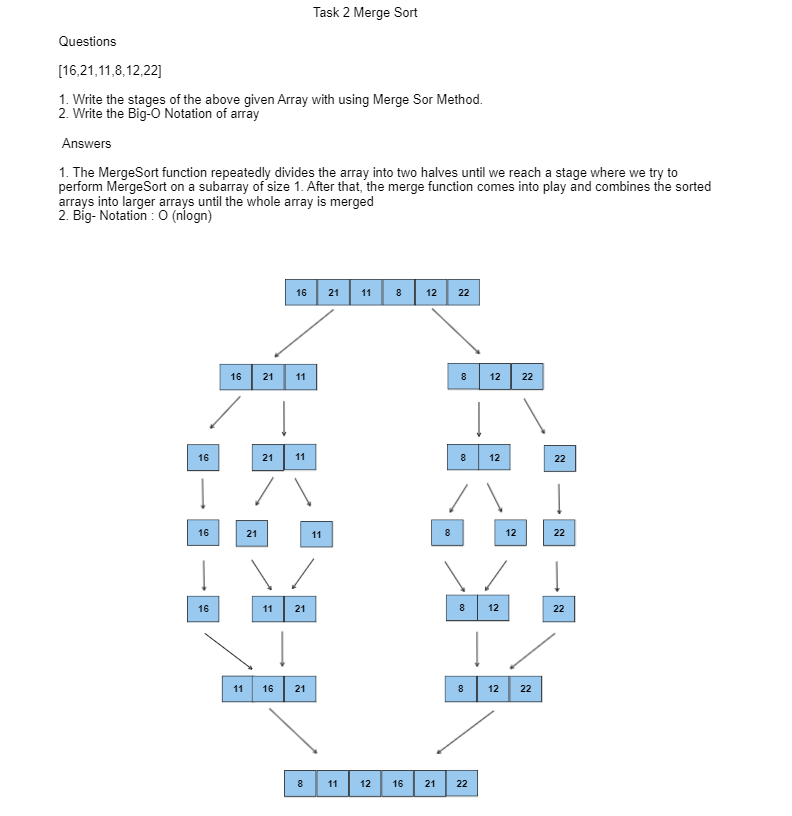 Task 2 Merge Sort
Questions
[16,21,11,8,12,22]
1. Write the stages of the above given Array with using Merge Sor Method.
2. Write the Big-O Notation of array
Answers
1. The MergeSort function repeatedly divides the array into two halves until we reach a stage where we try to
perform MergeSort on a subarray of size 1. After that, the merge function comes into play and combines the sorted
arrays into larger arrays until the whole array is merged
2. Big- Notation : O (nlogn)
16 21 11 8 12 22
16 21 11 8 12 22
16 21 11 8 12 22
16 21 11 8 12 22
16 11 21 8 12 22
11 16 21 8 12 22
8 11 12 16 21 22